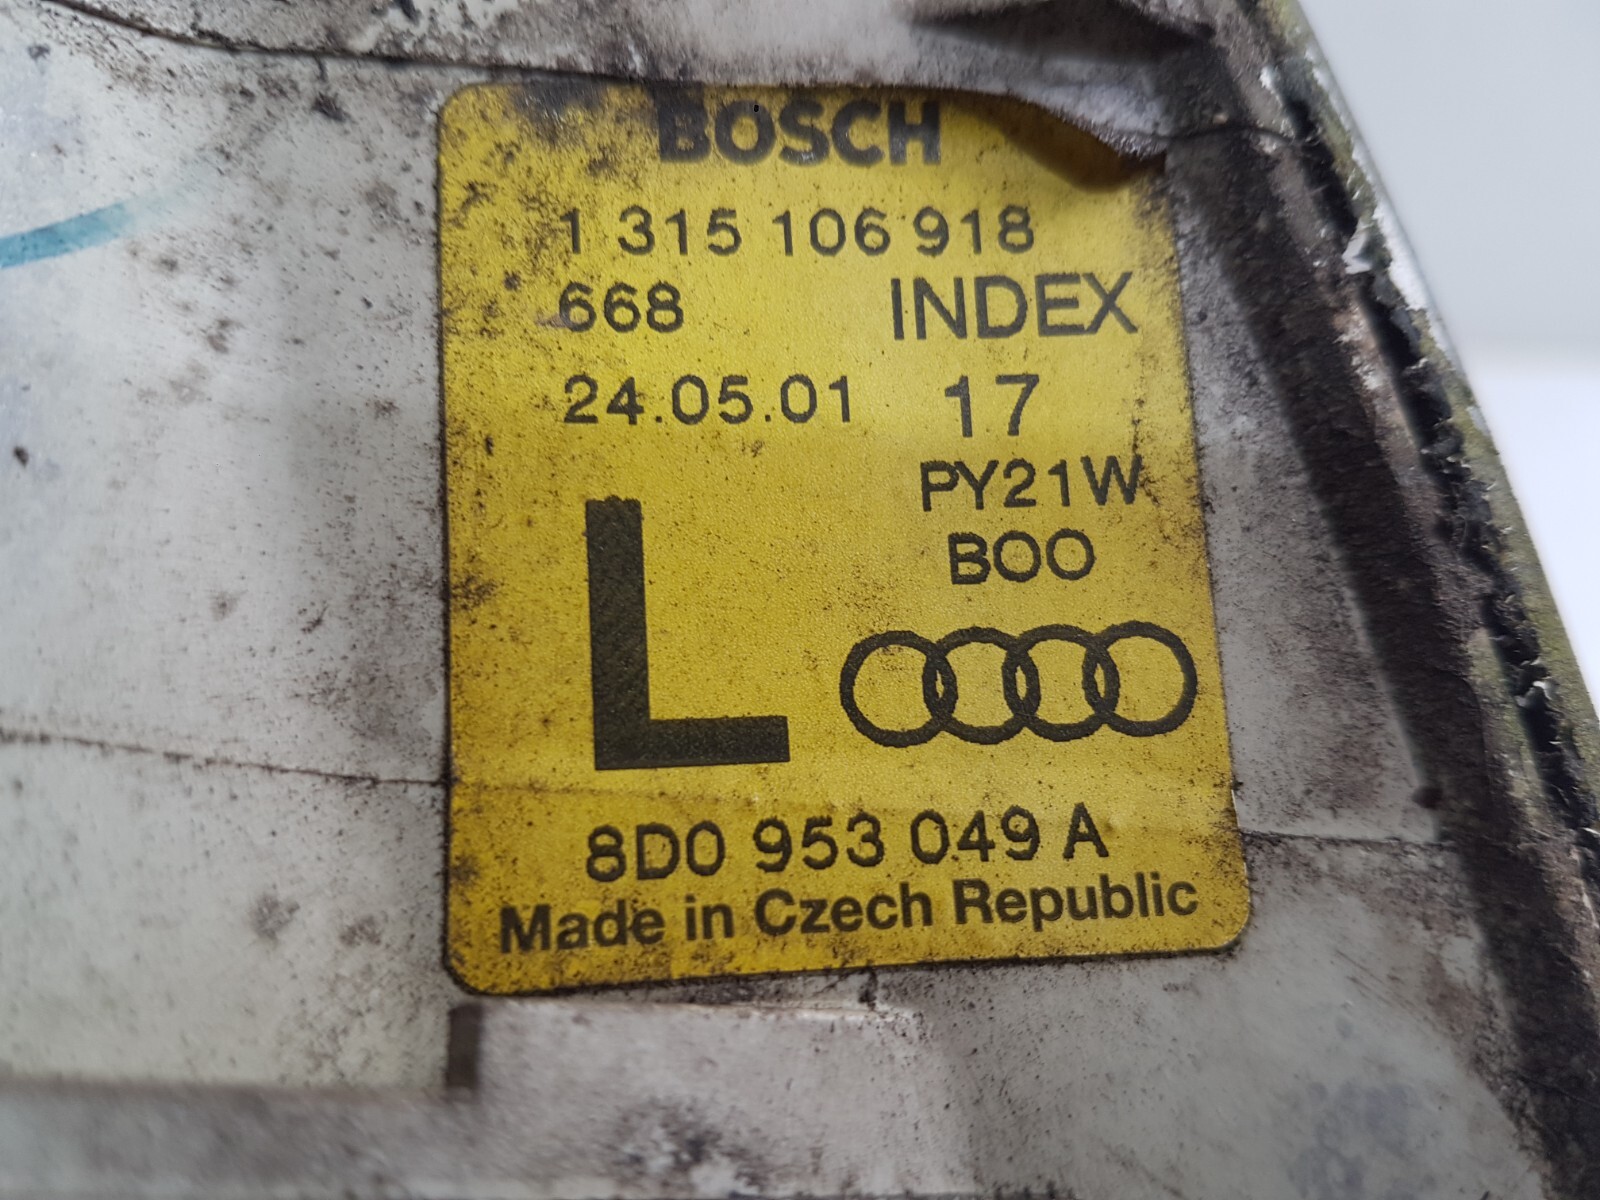 BOSCH
1 315 106 918
668 INDEX
24.05.01 17
PY21W
BOO
L
8D0 953 049 A
Made in Czech Republic